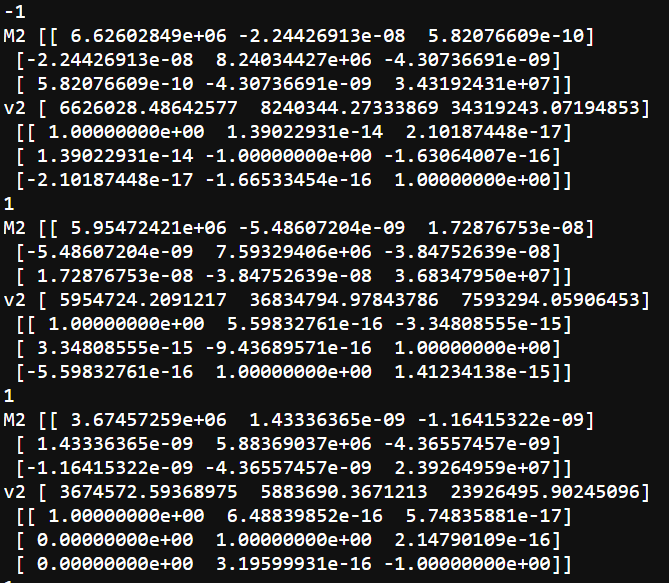 -1
M2 [[ 6.62602849e+06 -2.24426913e-08  5.82076609e-10]
 [-2.24426913e-08  8.24034427e+06 -4.30736691e-09]
 [ 5.82076609e-10 -4.30736691e-09  3.43192431e+07]]
v2 [ 6626028.48642577  8240344.27333869 34319243.07194853]
 [[ 1.00000000e+00  1.39022931e-14  2.10187448e-17]
 [ 1.39022931e-14 -1.00000000e+00 -1.63064007e-16]
 [-2.10187448e-17 -1.66533454e-16  1.00000000e+00]]
1
M2 [[ 5.95472421e+06 -5.48607204e-09  1.72876753e-08]
 [-5.48607204e-09  7.59329406e+06 -3.84752639e-08]
 [ 1.72876753e-08 -3.84752639e-08  3.68347950e+07]]
v2 [ 5954724.2091217  36834794.97843786  7593294.05906453]
 [[ 1.00000000e+00  5.59832761e-16 -3.34808555e-15]
 [ 3.34808555e-15 -9.43689571e-16  1.00000000e+00]
 [-5.59832761e-16  1.00000000e+00  1.41234138e-15]]
1
M2 [[ 3.67457259e+06  1.43336365e-09 -1.16415322e-09]
 [ 1.43336365e-09  5.88369037e+06 -4.36557457e-09]
 [-1.16415322e-09 -4.36557457e-09  2.39264959e+07]]
v2 [ 3674572.59368975  5883690.3671213  23926495.90245096]
 [[ 1.00000000e+00  6.48839852e-16  5.74835881e-17]
 [ 0.00000000e+00  1.00000000e+00  2.14790109e-16]
 [ 0.00000000e+00  3.19599931e-16 -1.00000000e+00]]